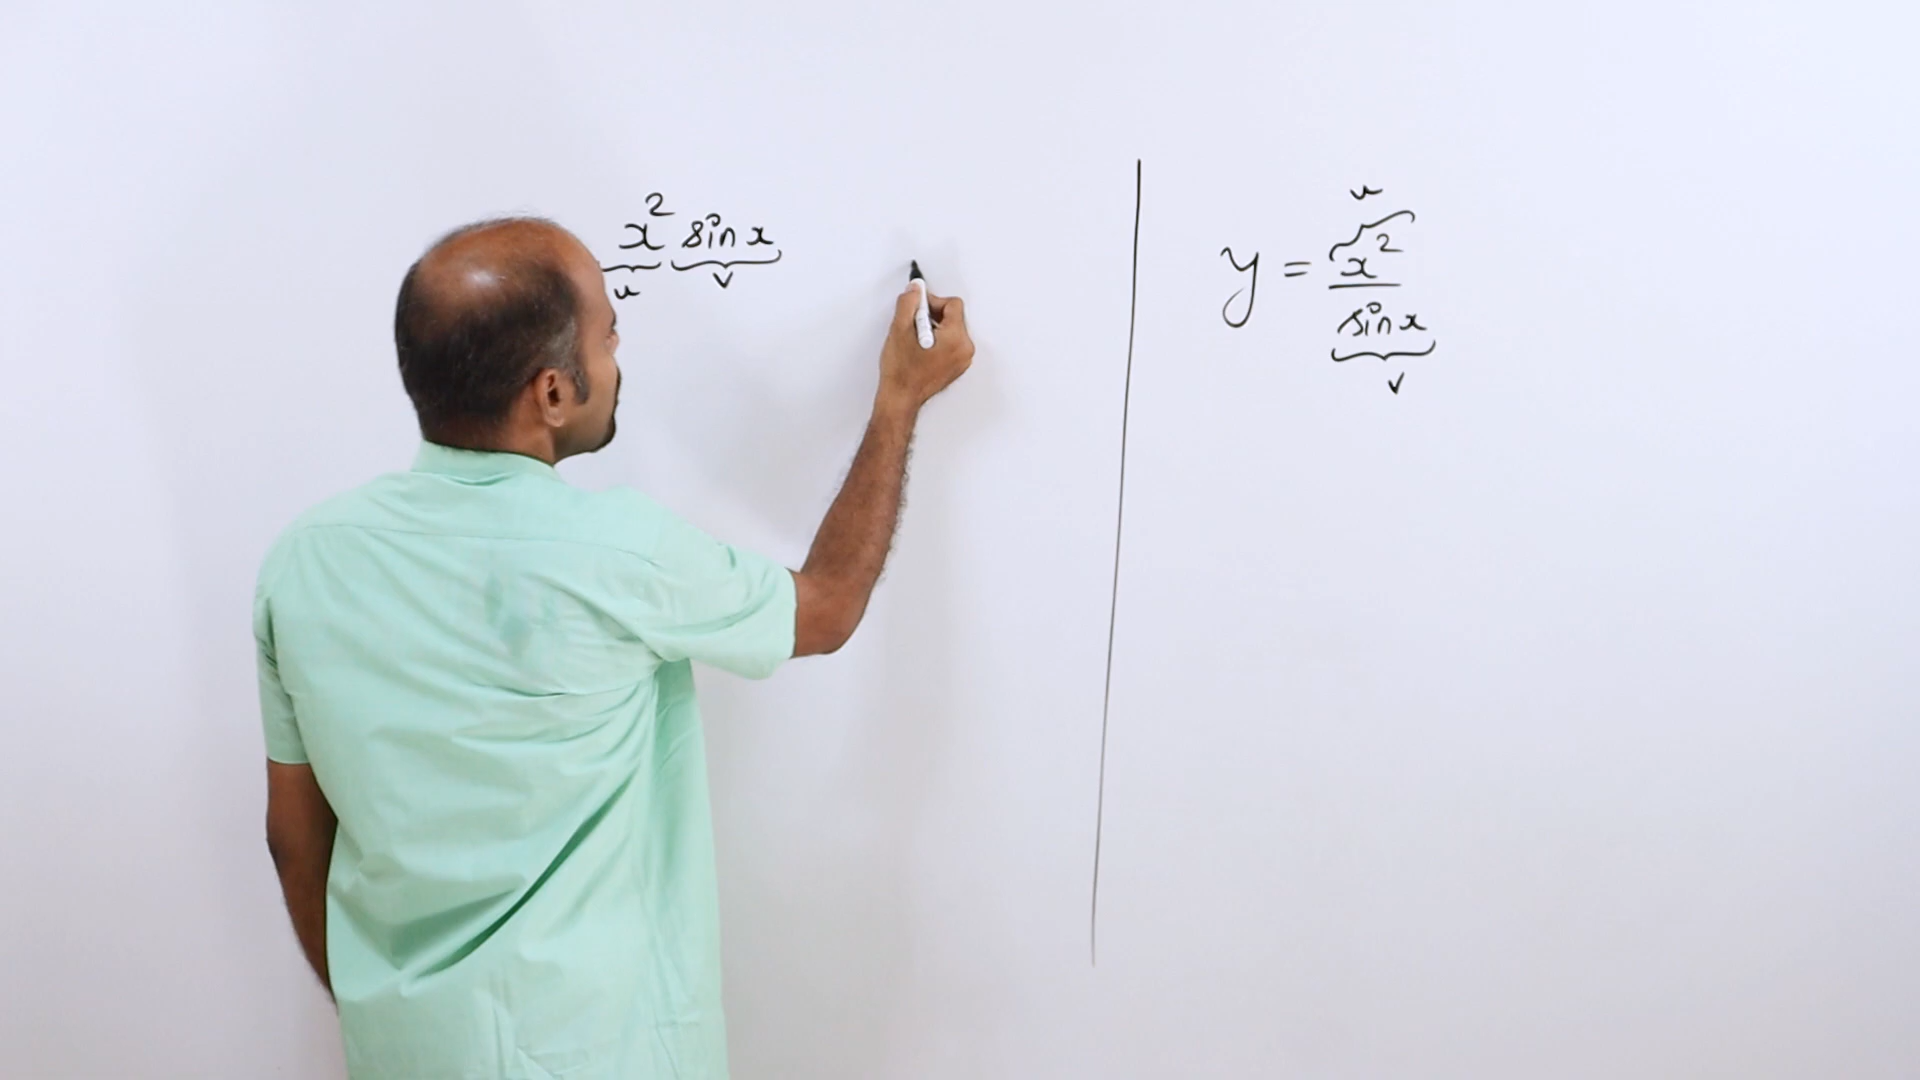 x² sin x
u v
u
y = x²
sin x
v